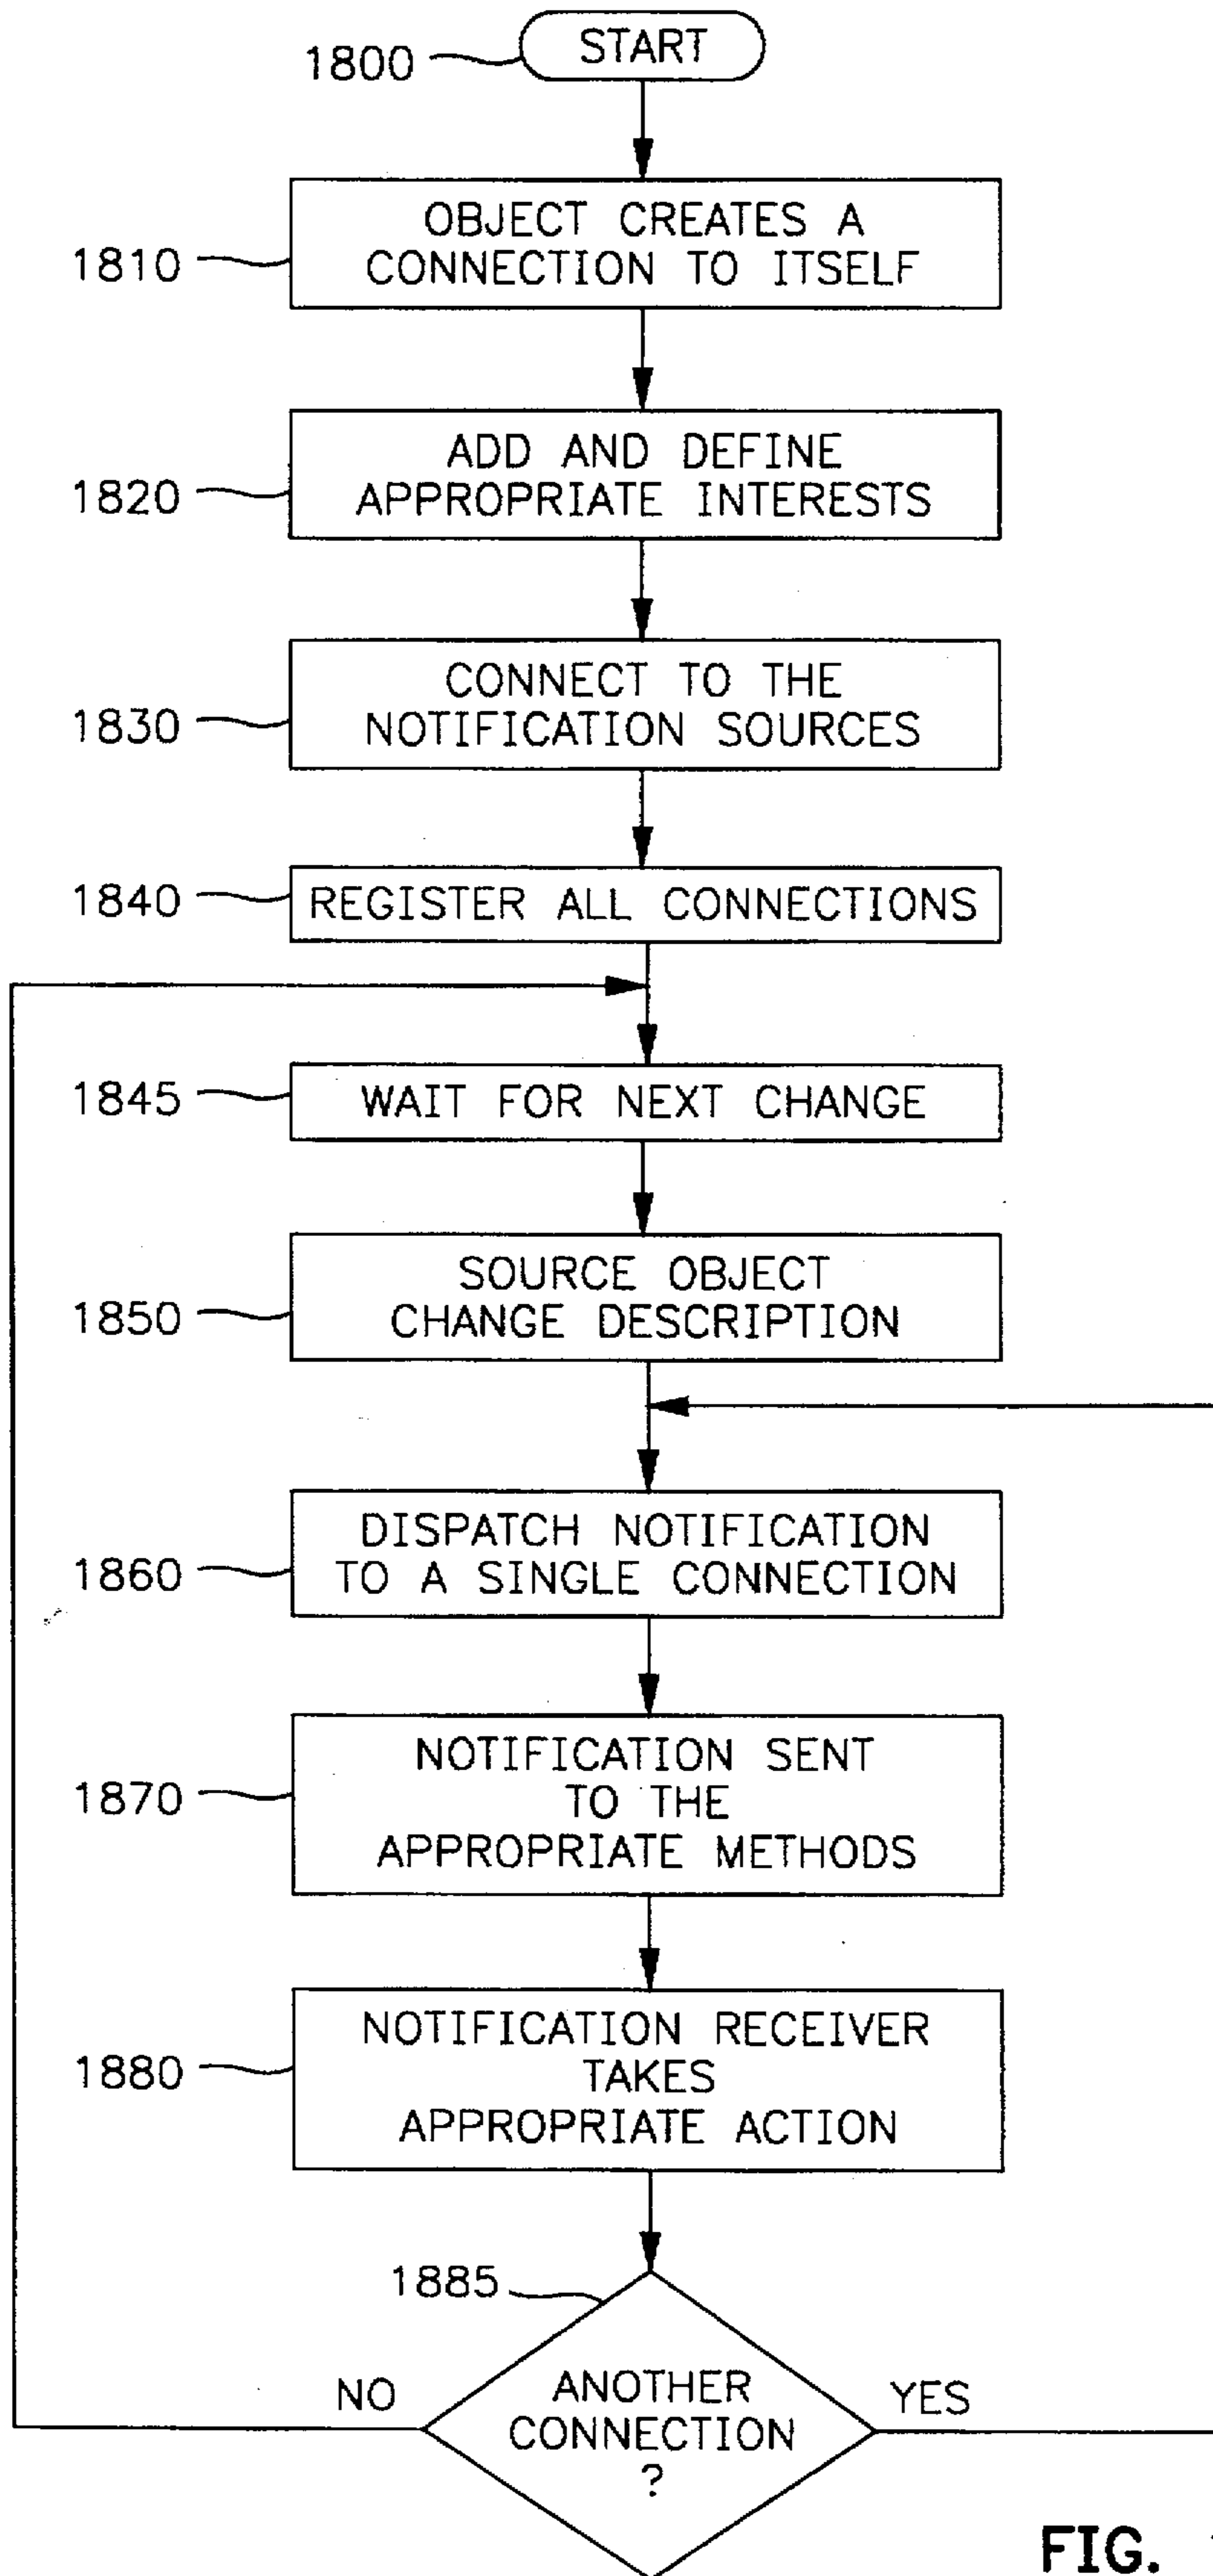 START
1800
OBJECT CREATES A
CONNECTION TO ITSELF
1810
ADD AND DEFINE
APPROPRIATE INTERESTS
1820
CONNECT TO THE
NOTIFICATION SOURCES
1830
1840
REGISTER ALL CONNECTIONS
1845
WAIT FOR NEXT CHANGE
SOURCE OBJECT
CHANGE DESCRIPTION
1850
DISPATCH NOTIFICATION
TO A SINGLE CONNECTION
1860
NOTIFICATION SENT
TO THE
APPROPRIATE METHODS
1870
NOTIFICATION RECEIVER
TAKES
APPROPRIATE ACTION
1880
1885
ANOTHER
CONNECTION
?
NO
YES
FIG.